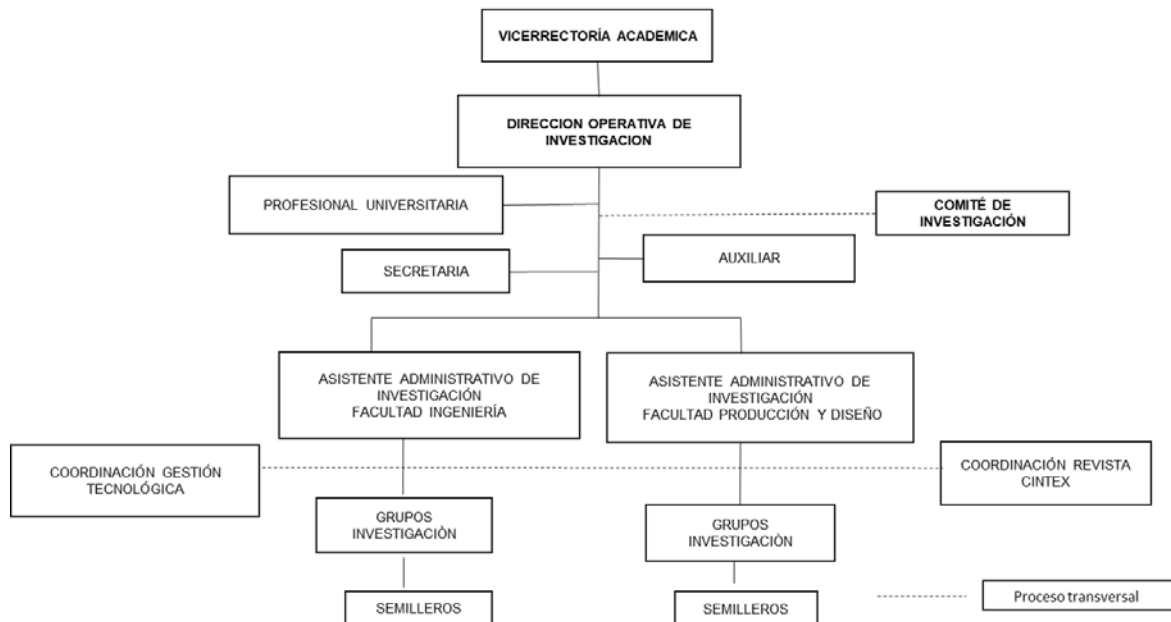 VICERRECTORÍA ACADEMICA
DIRECCION OPERATIVA DE
INVESTIGACION
PROFESIONAL UNIVERSITARIA
COMITÉ DE
INVESTIGACIÓN
SECRETARIA
AUXILIAR
ASISTENTE ADMINISTRATIVO DE
INVESTIGACIÓN
FACULTAD INGENIERÍA
ASISTENTE ADMINISTRATIVO DE
INVESTIGACIÓN
FACULTAD PRODUCCIÓN Y DISEÑO
COORDINACIÓN GESTIÓN
TECNOLÓGICA
COORDINACIÓN REVISTA
CINTEX
GRUPOS
INVESTIGACIÒN
GRUPOS
INVESTIGACIÒN
SEMILLEROS
SEMILLEROS
Proceso transversal